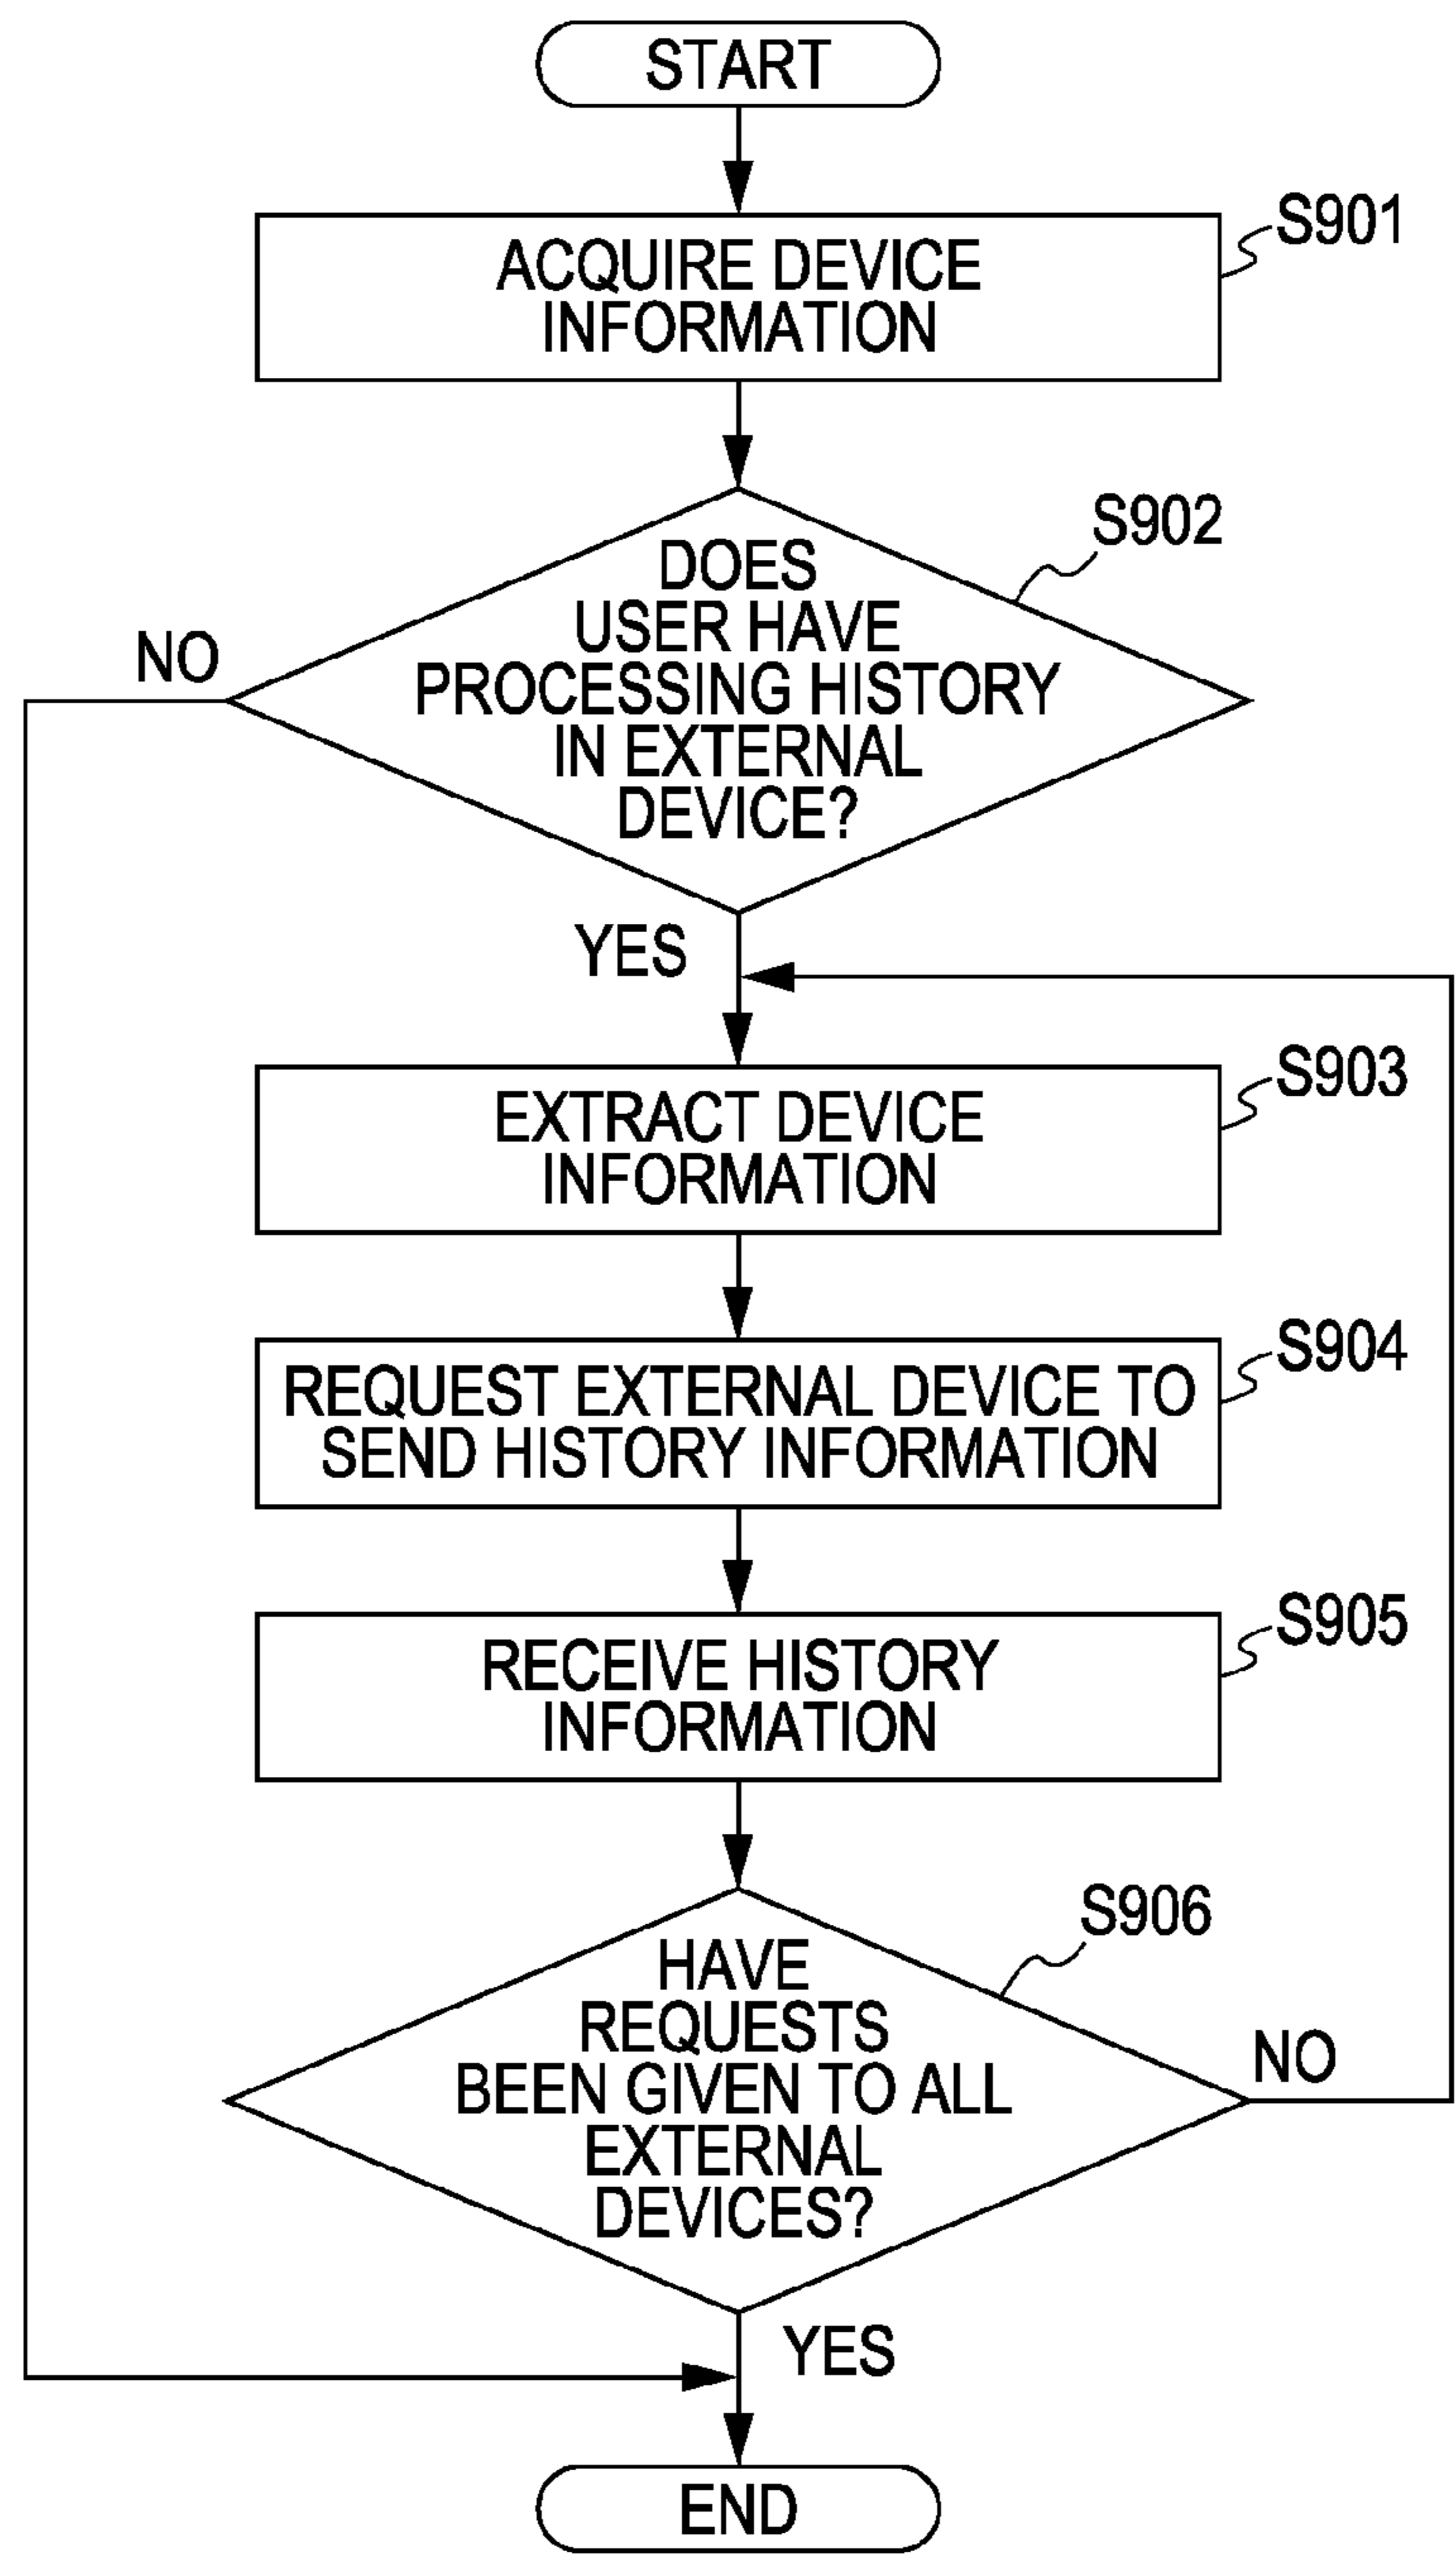 START
S901
ACQUIRE DEVICE
INFORMATION
S902
DOES
USER HAVE
PROCESSING HISTORY
IN EXTERNAL
DEVICE?
NO
YES
S903
EXTRACT DEVICE
INFORMATION
S904
REQUEST EXTERNAL DEVICE TO
SEND HISTORY INFORMATION
S905
RECEIVE HISTORY
INFORMATION
S906
HAVE
REQUESTS
BEEN GIVEN TO ALL
EXTERNAL
DEVICES?
NO
YES
END